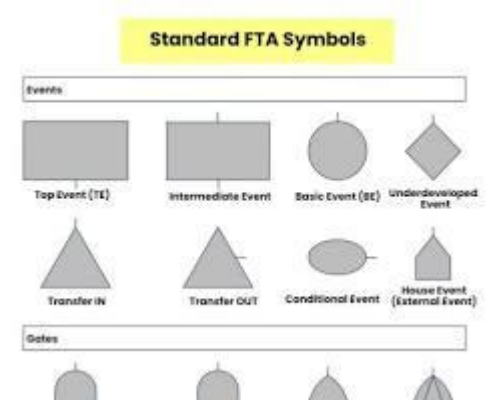 Standard FTA Symbols
Events
Top Event (TE)
Intermediate Event
Basic Event (BE)
Underdeveloped
Event
Transfer IN
Transfer OUT
Conditional Event
House Event
(External Event)
Gates